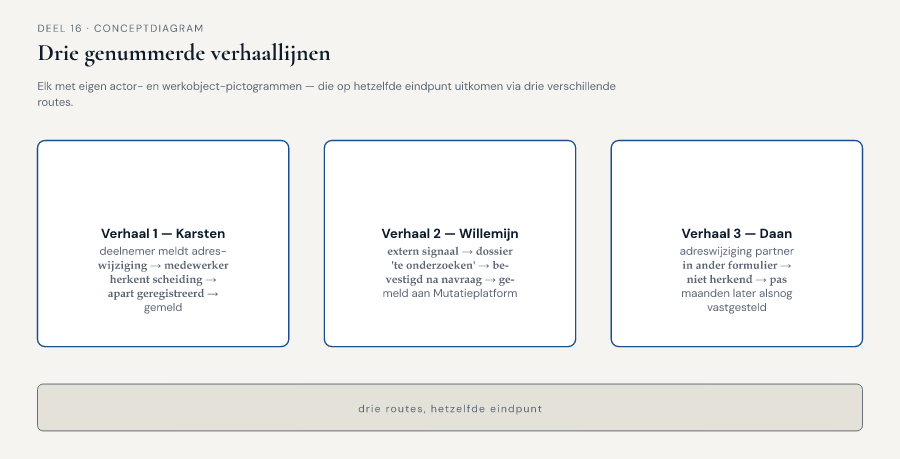 DEEL 16 · CONCEPTDIAGRAM
Drie genummerde verhaallijnen
Elk met eigen actor- en werkobject-pictogrammen — die op hetzelfde eindpunt uitkomen via drie verschillende
routes.
Verhaal 1 — Karsten
deelnemer meldt adres-
wijziging → medewerker
herkent scheiding →
apart geregistreerd →
gemeld
Verhaal 2 — Willemijn
extern signaal → dossier
'te onderzoeken' → be-
vestigd na navraag → ge-
meld aan Mutatieplatform
Verhaal 3 — Daan
adreswijziging partner
in ander formulier →
niet herkend → pas
maanden later alsnog
vastgesteld
drie routes, hetzelfde eindpunt